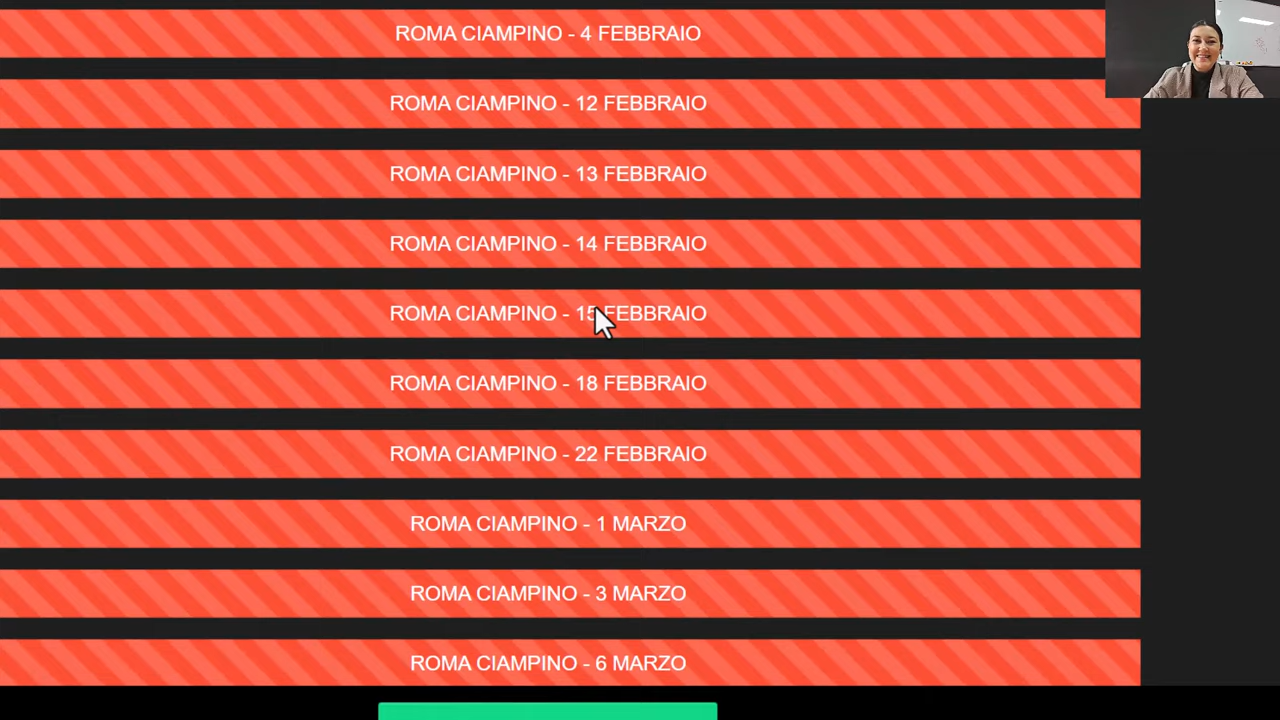 ROMA CIAMPINO - 4 FEBBRAIO
ROMA CIAMPINO - 12 FEBBRAIO
ROMA CIAMPINO - 13 FEBBRAIO
ROMA CIAMPINO - 14 FEBBRAIO
ROMA CIAMPINO - 15 FEBBRAIO
ROMA CIAMPINO - 18 FEBBRAIO
ROMA CIAMPINO - 22 FEBBRAIO
ROMA CIAMPINO - 1 MARZO
ROMA CIAMPINO - 3 MARZO
ROMA CIAMPINO - 6 MARZO